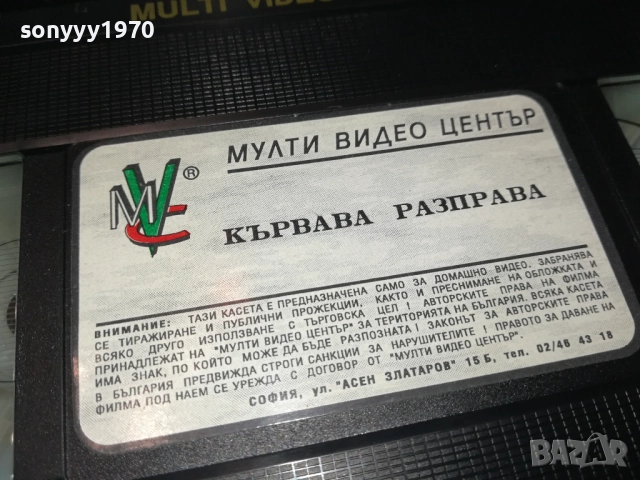 sonyyy1970
MULTI VIDEO
МУЛТИ ВИДЕО ЦЕНТЪР
MVC ®
КЪРВАВА РАЗПРАВА
ВНИМАНИЕ: ТАЗИ КАСЕТА Е ПРЕДНАЗНАЧЕНА САМО ЗА ДОМАШНО ВИДЕО. ЗАБРАНЯВА
СЕ ТИРАЖИРАНЕ И ПУБЛИЧНИ ПРОЖЕКЦИИ, КАКТО И ПРЕСНИМАНЕ НА ОБЛОЖКАТА И
ВСЯКО ДРУГО ИЗПОЛЗВАНЕ С ТЪРГОВСКА ЦЕЛ ! АВТОРСКИТЕ ПРАВА НА ФИЛМА
ПРИНАДЛЕЖАТ НА "МУЛТИ ВИДЕО ЦЕНТЪР" ЗА ТЕРИТОРИЯТА НА БЪЛГАРИЯ. ВСЯКА КАСЕТА
ИМА ЗНАК, ПО КОЙТО МОЖЕ ДА БЪДЕ РАЗПОЗНАТА ! ЗАКОНЪТ ЗА АВТОРСКИТЕ ПРАВА
В БЪЛГАРИЯ ПРЕДВИЖДА СТРОГИ САНКЦИИ ЗА НАРУШИТЕЛИТЕ ! ПРАВОТО ЗА ДАВАНЕ НА
ФИЛМА ПОД НАЕМ СЕ УРЕЖДА С ДОГОВОР ОТ "МУЛТИ ВИДЕО ЦЕНТЪР".
СОФИЯ, ул. "АСЕН ЗЛАТАРОВ" 15 Б, тел. 02/46 43 18
BAZAR